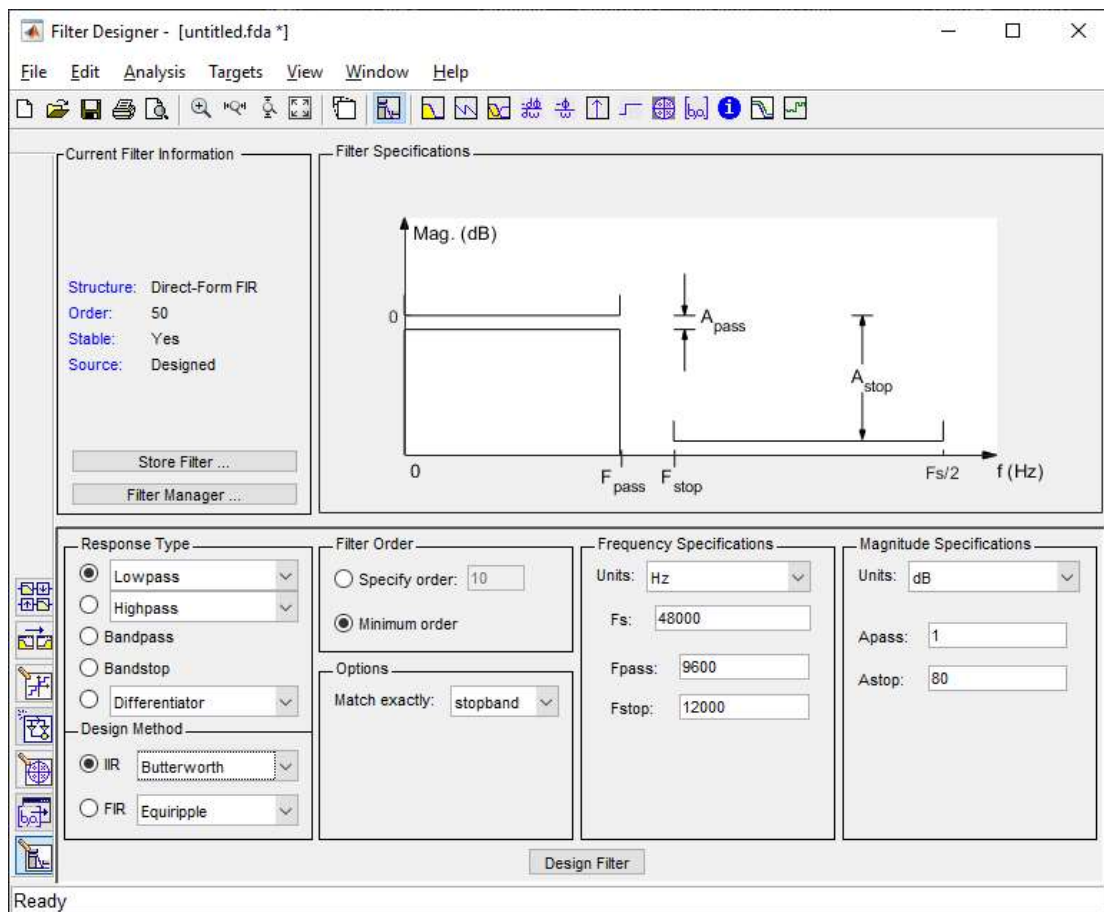 Filter Designer - [untitled.fda *]
File Edit Analysis Targets View Window Help
Current Filter Information
Structure: Direct-Form FIR
Order: 50
Stable: Yes
Source: Designed
Store Filter ...
Filter Manager ...
Filter Specifications
Mag. (dB)
0
A pass
A stop
0
F pass
F stop
Fs/2
f (Hz)
Response Type
Lowpass
Highpass
Bandpass
Bandstop
Differentiator
Design Method
IIR Butterworth
FIR Equiripple
Filter Order
Specify order: 10
Minimum order
Options
Match exactly: stopband
Frequency Specifications
Units: Hz
Fs: 48000
Fpass: 9600
Fstop: 12000
Magnitude Specifications
Units: dB
Apass: 1
Astop: 80
Design Filter
Ready